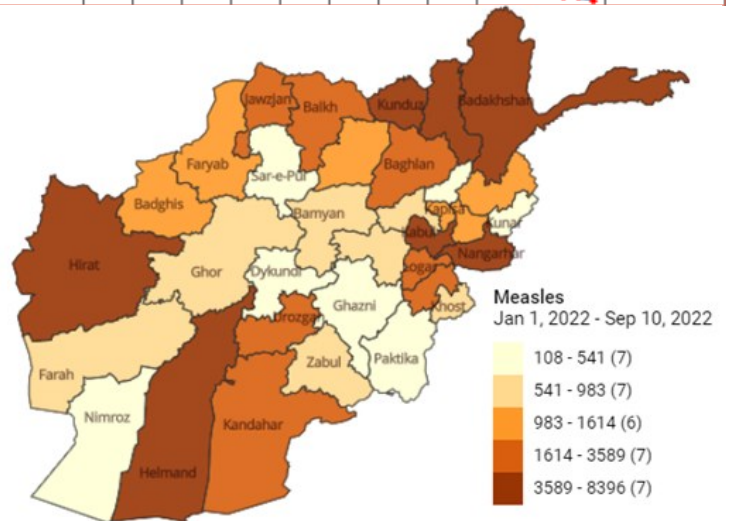 Jawzjan
Balkh
Kunduz
Badakhshan
Faryab
Sar-e-Pul
Baghlan
Badghis
Bamyan
Kapisa
Kunar
Kabul
Nangarhar
Hirat
Ghor
Dykundi
Logar
Ghazni
Khost
Urozgan
Zabul
Paktika
Farah
Nimroz
Kandahar
Helmand
Measles
Jan 1, 2022 - Sep 10, 2022
108 - 541 (7)
541 - 983 (7)
983 - 1614 (6)
1614 - 3589 (7)
3589 - 8396 (7)